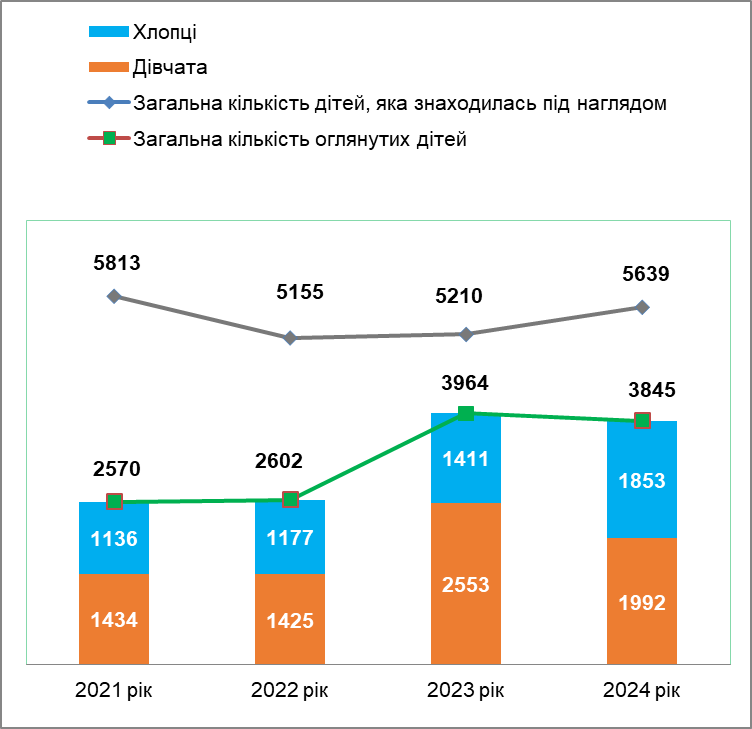 Хлопці
Дівчата
Загальна кількість дітей, яка знаходилась під наглядом
Загальна кількість оглянутих дітей
5813
5155
5210
5639
3964
3845
2570
2602
1411
1853
1136
1177
2553
1992
1434
1425
2021 рік
2022 рік
2023 рік
2024 рік